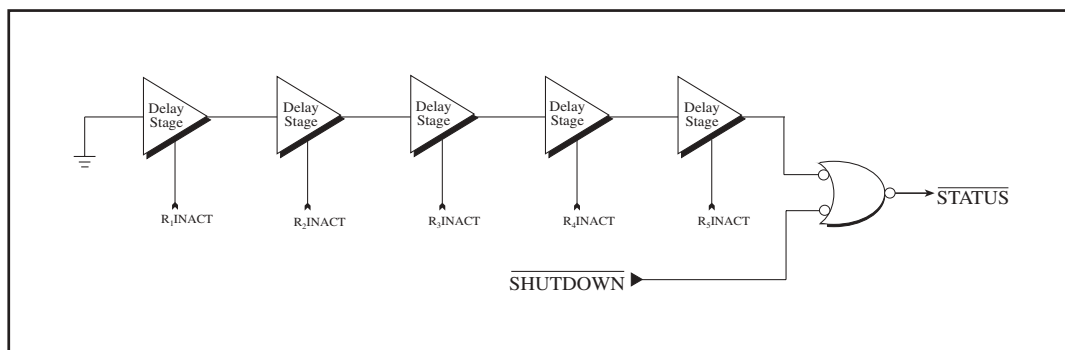 Delay
Stage
Delay
Stage
Delay
Stage
Delay
Stage
Delay
Stage
R₁INACT
R₂INACT
R₃INACT
R₄INACT
R₅INACT
STATUS
SHUTDOWN